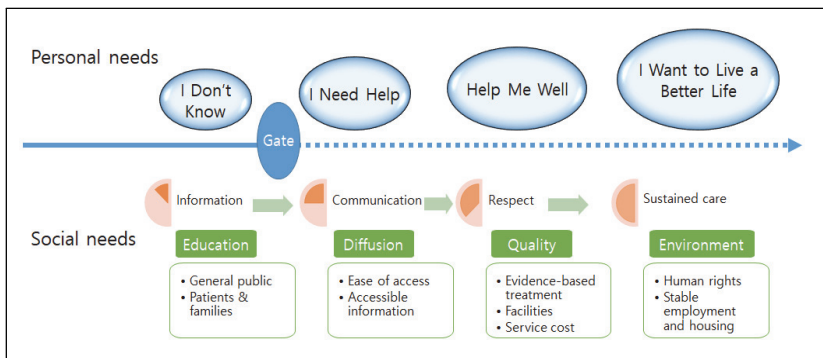 Personal needs
I Don't
Know
I Need Help
Help Me Well
I Want to Live a
Better Life
Gate
Information
Communication
Respect
Sustained care
Social needs
Education
Diffusion
Quality
Environment
• General public
• Patients &
families
• Ease of access
• Accessible
information
• Evidence-based
treatment
• Facilities
• Service cost
• Human rights
• Stable
employment
and housing